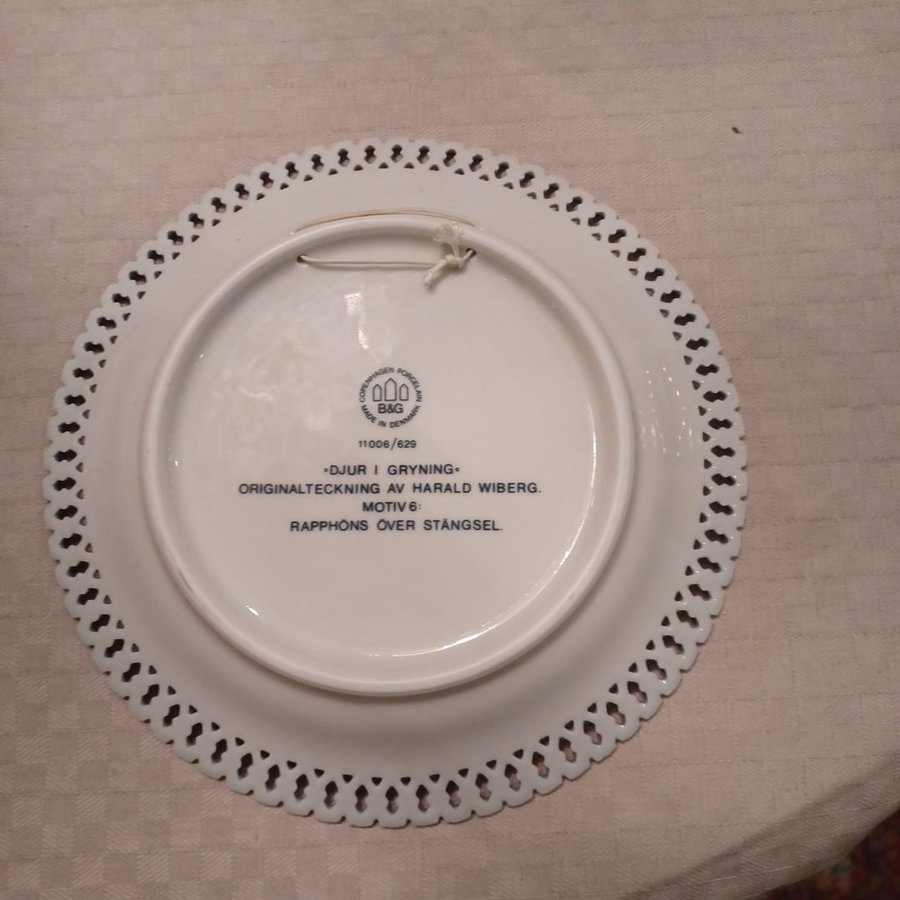 COPENHAGEN PORCELAIN
B&G
MADE IN DENMARK
11006/629
»DJUR I GRYNING«
ORIGINALTECKNING AV HARALD WIBERG.
MOTIV 6:
RAPPHÖNS ÖVER STÄNGSEL.